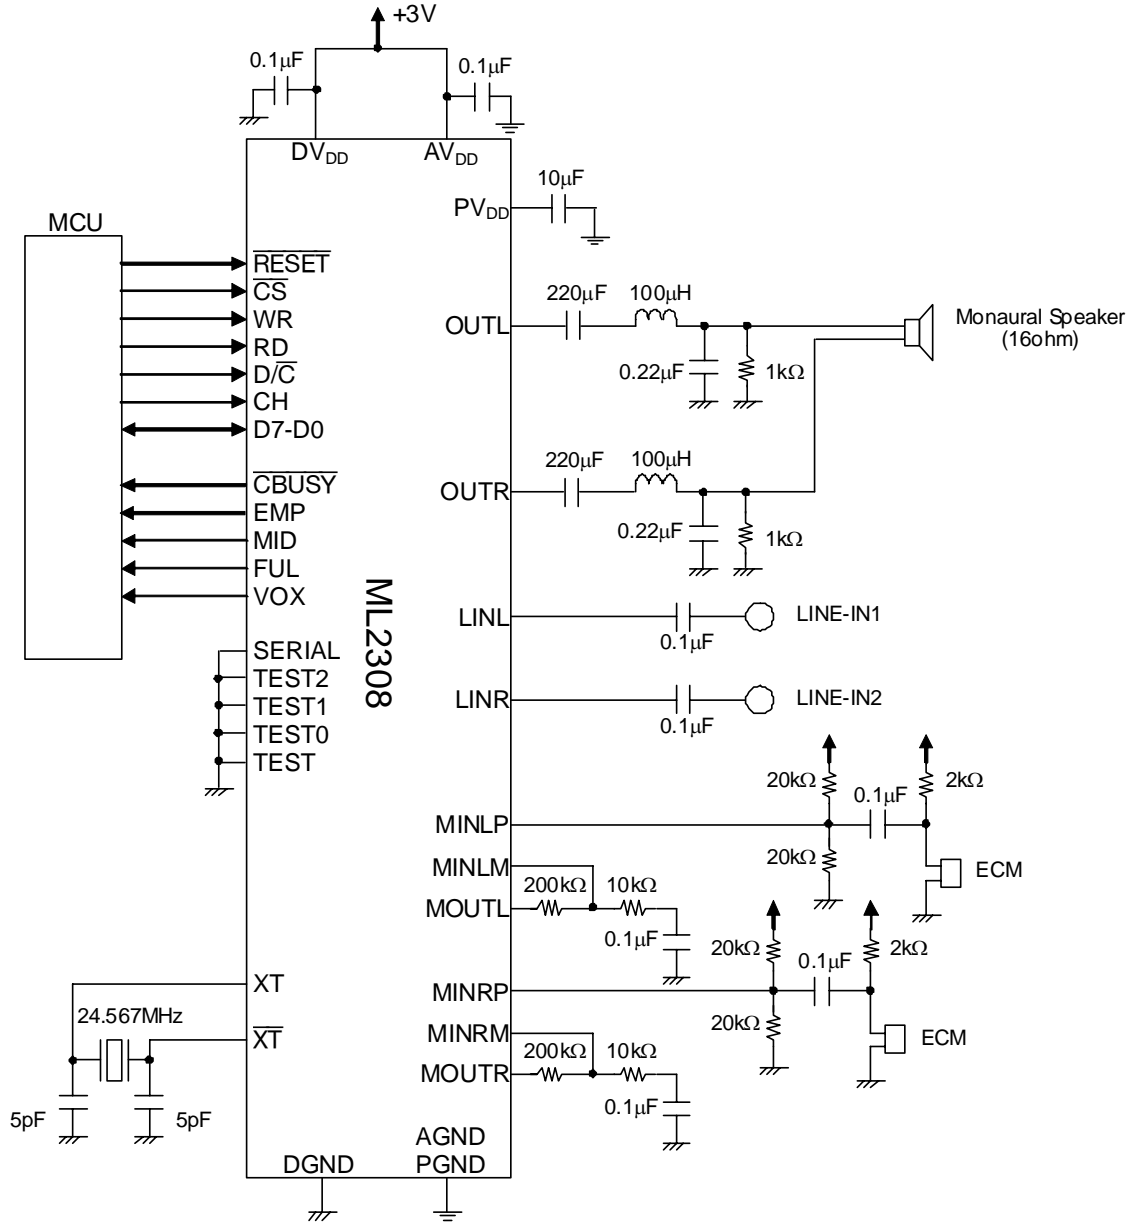 +3V
0.1µF
0.1µF
DVDD
AVDD
10µF
PVDD
MCU
RESET
CS
WR
RD
D/C
CH
D7-D0
CBUSY
EMP
MID
FUL
VOX
SERIAL
TEST2
TEST1
TEST0
TEST
ML2308
220µF
100µH
OUTL
0.22µF
1kΩ
Monaural Speaker
(16ohm)
220µF
100µH
OUTR
0.22µF
1kΩ
LINL
0.1µF
LINE-IN1
LINR
0.1µF
LINE-IN2
20kΩ
0.1µF
2kΩ
MINLP
20kΩ
ECM
MINLM
200kΩ
10kΩ
MOUTL
0.1µF
20kΩ
0.1µF
2kΩ
MINRP
20kΩ
ECM
MINRM
200kΩ
10kΩ
MOUTR
0.1µF
XT
24.567MHz
XT
5pF
5pF
AGND
DGND
PGND